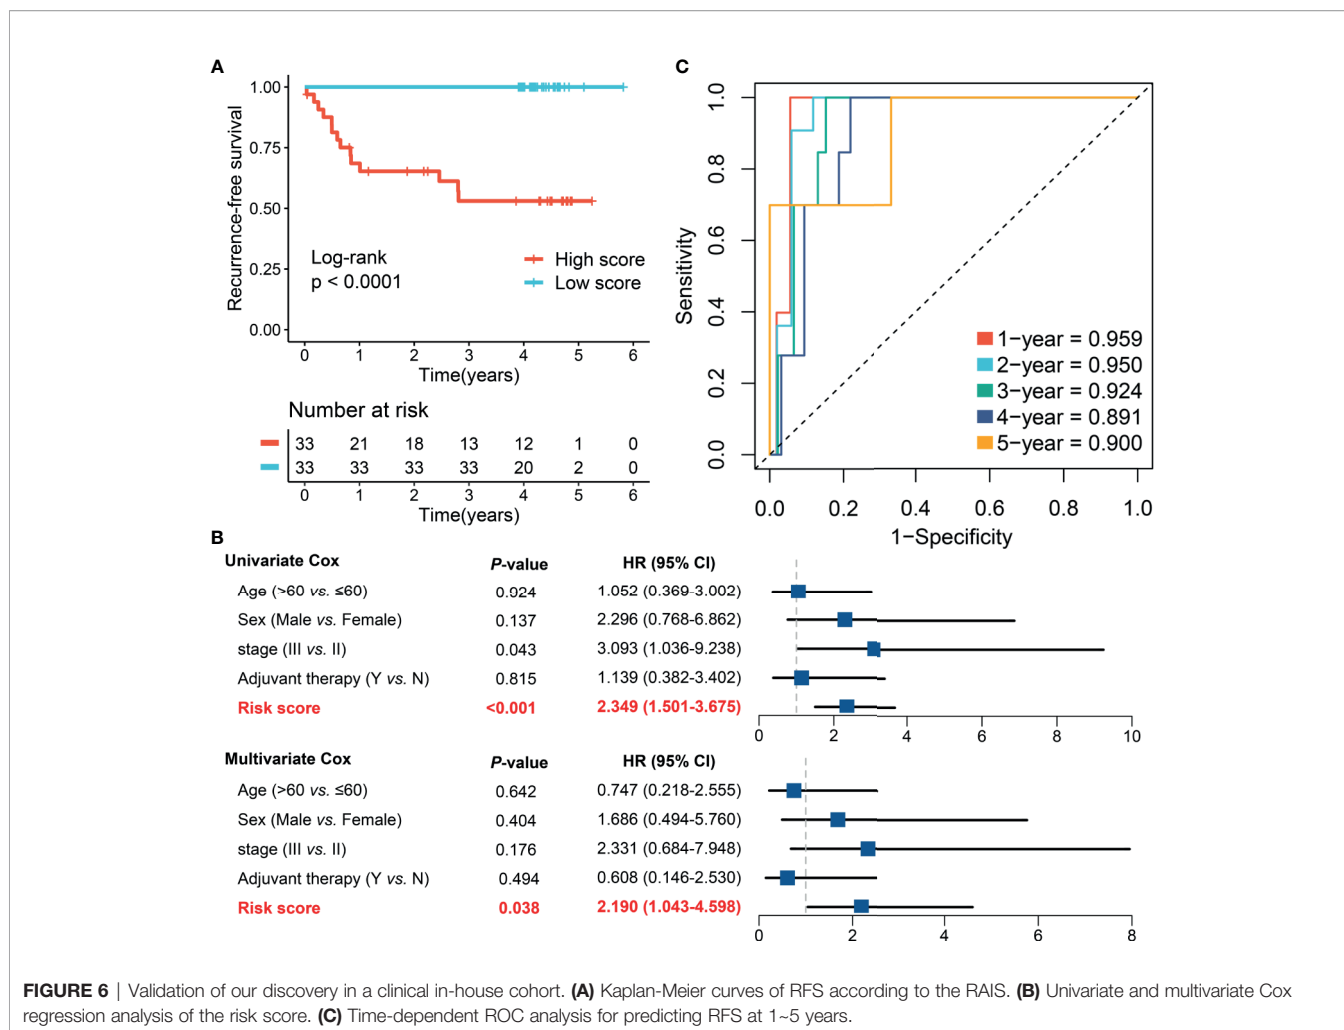 A
1.00
0.75
0.50
0.25
0.00
Recurrence-free survival
Log-rank
p < 0.0001
High score
Low score
0 1 2 3 4 5 6
Time(years)
Number at risk
33 21 18 13 12 1 0
33 33 33 33 20 2 0
0 1 2 3 4 5 6
Time(years)
C
1.0
0.8
0.6
0.4
0.2
0.0
Sensitivity
1−year = 0.959
2−year = 0.950
3−year = 0.924
4−year = 0.891
5−year = 0.900
0.0 0.2 0.4 0.6 0.8 1.0
1−Specificity
B
Univariate Cox P-value HR (95% CI)
Age (>60 vs. ≤60) 0.924 1.052 (0.369-3.002)
Sex (Male vs. Female) 0.137 2.296 (0.768-6.862)
stage (III vs. II) 0.043 3.093 (1.036-9.238)
Adjuvant therapy (Y vs. N) 0.815 1.139 (0.382-3.402)
Risk score <0.001 2.349 (1.501-3.675)
0 2 4 6 8 10
Multivariate Cox P-value HR (95% CI)
Age (>60 vs. ≤60) 0.642 0.747 (0.218-2.555)
Sex (Male vs. Female) 0.404 1.686 (0.494-5.760)
stage (III vs. II) 0.176 2.331 (0.684-7.948)
Adjuvant therapy (Y vs. N) 0.494 0.608 (0.146-2.530)
Risk score 0.038 2.190 (1.043-4.598)
0 2 4 6 8
FIGURE 6 | Validation of our discovery in a clinical in-house cohort. (A) Kaplan-Meier curves of RFS according to the RAIS. (B) Univariate and multivariate Cox
regression analysis of the risk score. (C) Time-dependent ROC analysis for predicting RFS at 1~5 years.